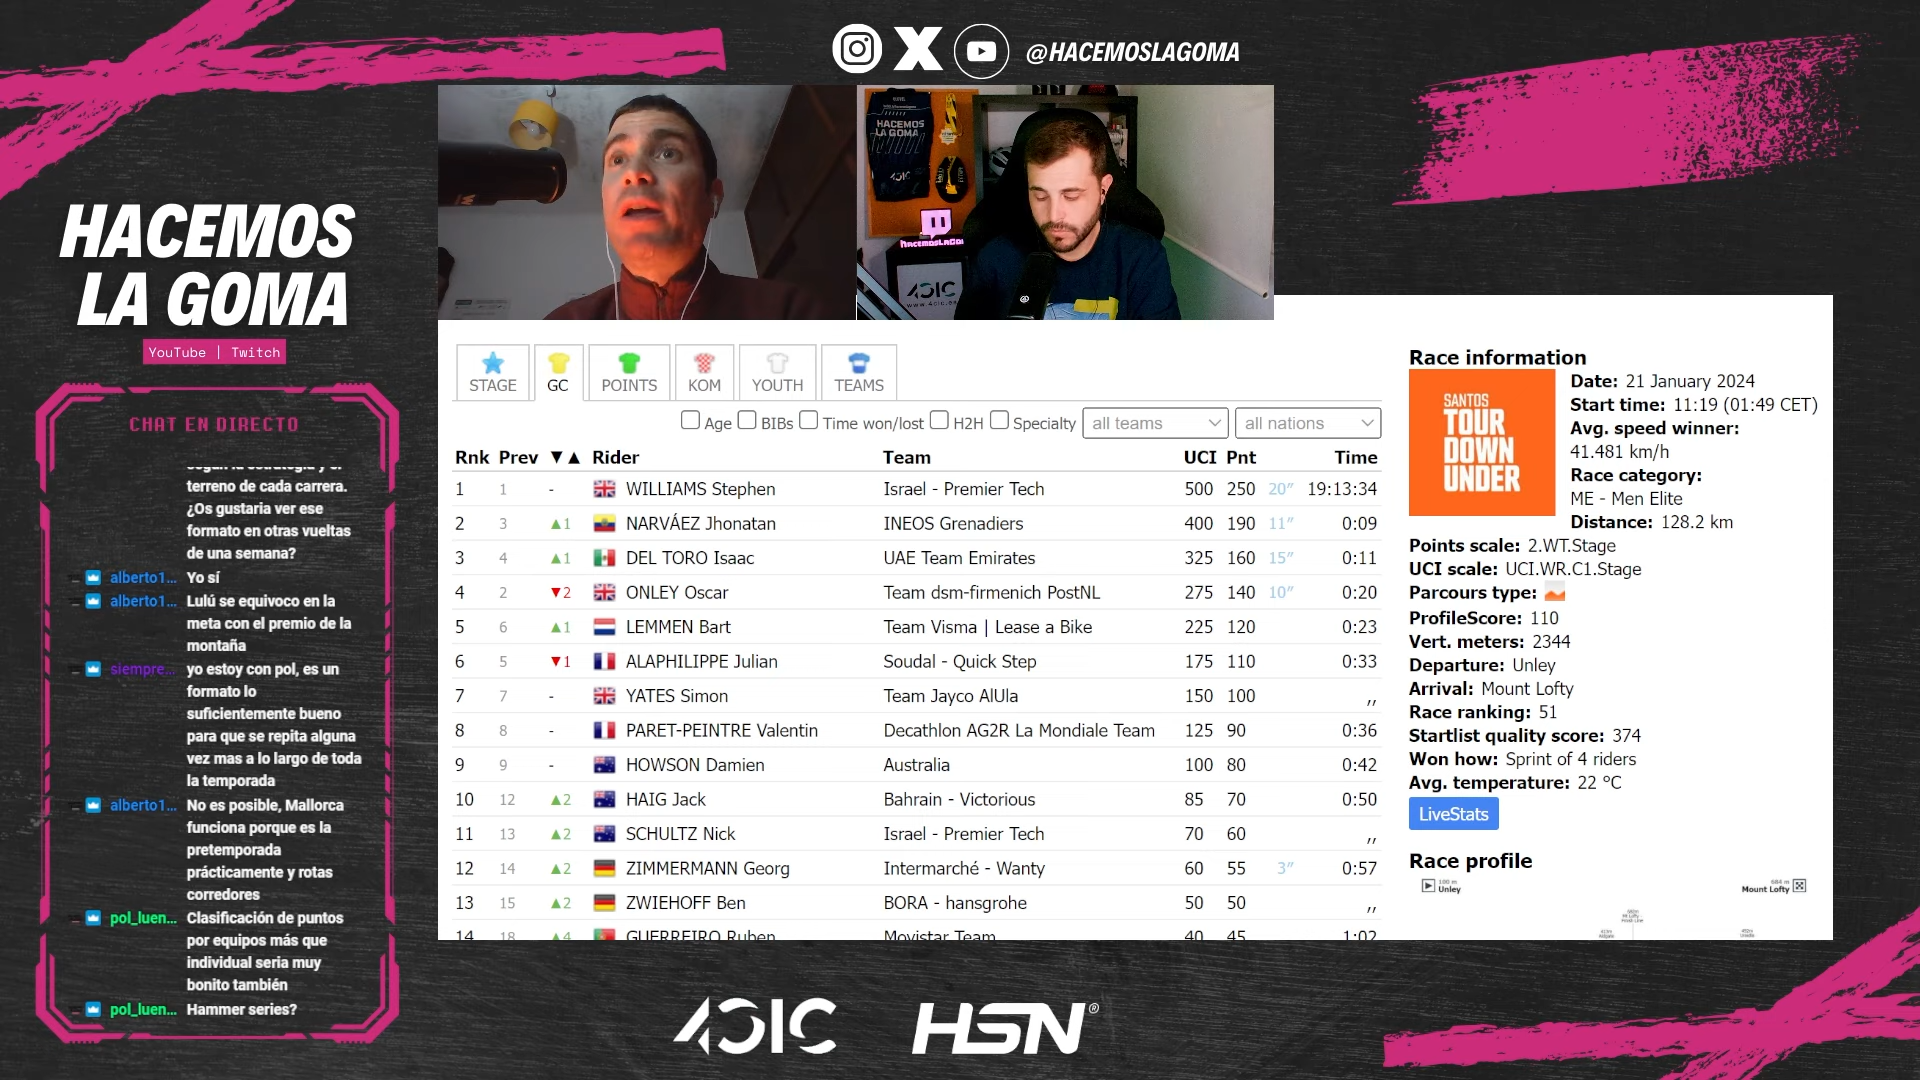 @HACEMOSLAGOMA
HACEMOS
LA GOMA
YouTube | Twitch
CHAT EN DIRECTO
terreno de cada carrera.
¿Os gustaria ver ese
formato en otras vueltas
de una semana?
alberto1... Yo sí
alberto1... Lulú se equivoco en la
meta con el premio de la
montaña
siempre... yo estoy con pol, es un
formato lo
suficientemente bueno
para que se repita alguna
vez mas a lo largo de toda
la temporada
alberto1... No es posible, Mallorca
funciona porque es la
pretemporada
prácticamente y rotas
corredores
pol_luen... Clasificación de puntos
por equipos más que
individual seria muy
bonito también
pol_luen... Hammer series?
HACEMOS
LA GOMA
4CIC
HACEMOSLAGO
4CIC
www.4cic.es
STAGE GC POINTS KOM YOUTH TEAMS
Age BIBs Time won/lost H2H Specialty all teams all nations
Rnk Prev ▼▲ Rider Team UCI Pnt Time
1 1 - WILLIAMS Stephen Israel - Premier Tech 500 250 20″ 19:13:34
2 3 ▲1 NARVÁEZ Jhonatan INEOS Grenadiers 400 190 11″ 0:09
3 4 ▲1 DEL TORO Isaac UAE Team Emirates 325 160 15″ 0:11
4 2 ▼2 ONLEY Oscar Team dsm-firmenich PostNL 275 140 10″ 0:20
5 6 ▲1 LEMMEN Bart Team Visma | Lease a Bike 225 120 0:23
6 5 ▼1 ALAPHILIPPE Julian Soudal - Quick Step 175 110 0:33
7 7 - YATES Simon Team Jayco AlUla 150 100 ,,
8 8 - PARET-PEINTRE Valentin Decathlon AG2R La Mondiale Team 125 90 0:36
9 9 - HOWSON Damien Australia 100 80 0:42
10 12 ▲2 HAIG Jack Bahrain - Victorious 85 70 0:50
11 13 ▲2 SCHULTZ Nick Israel - Premier Tech 70 60 ,,
12 14 ▲2 ZIMMERMANN Georg Intermarché - Wanty 60 55 3″ 0:57
13 15 ▲2 ZWIEHOFF Ben BORA - hansgrohe 50 50 ,,
14 18 ▲4 GUERREIRO Ruben Movistar Team 40 45 1:02
Race information
SANTOS
TOUR
DOWN
UNDER
Date: 21 January 2024
Start time: 11:19 (01:49 CET)
Avg. speed winner:
41.481 km/h
Race category:
ME - Men Elite
Distance: 128.2 km
Points scale: 2.WT.Stage
UCI scale: UCI.WR.C1.Stage
Parcours type:
ProfileScore: 110
Vert. meters: 2344
Departure: Unley
Arrival: Mount Lofty
Race ranking: 51
Startlist quality score: 374
Won how: Sprint of 4 riders
Avg. temperature: 22 °C
LiveStats
Race profile
Unley
Mount Lofty
4CIC
HSN®